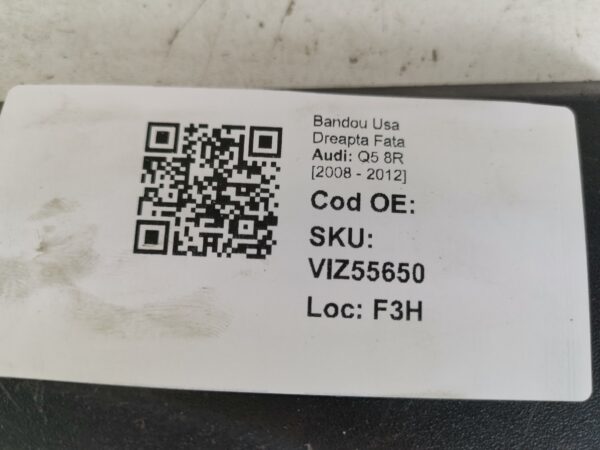 Bandou Usa
Dreapta Fata
Audi: Q5 8R
[2008 - 2012]
Cod OE:
SKU:
VIZ55650
Loc: F3H